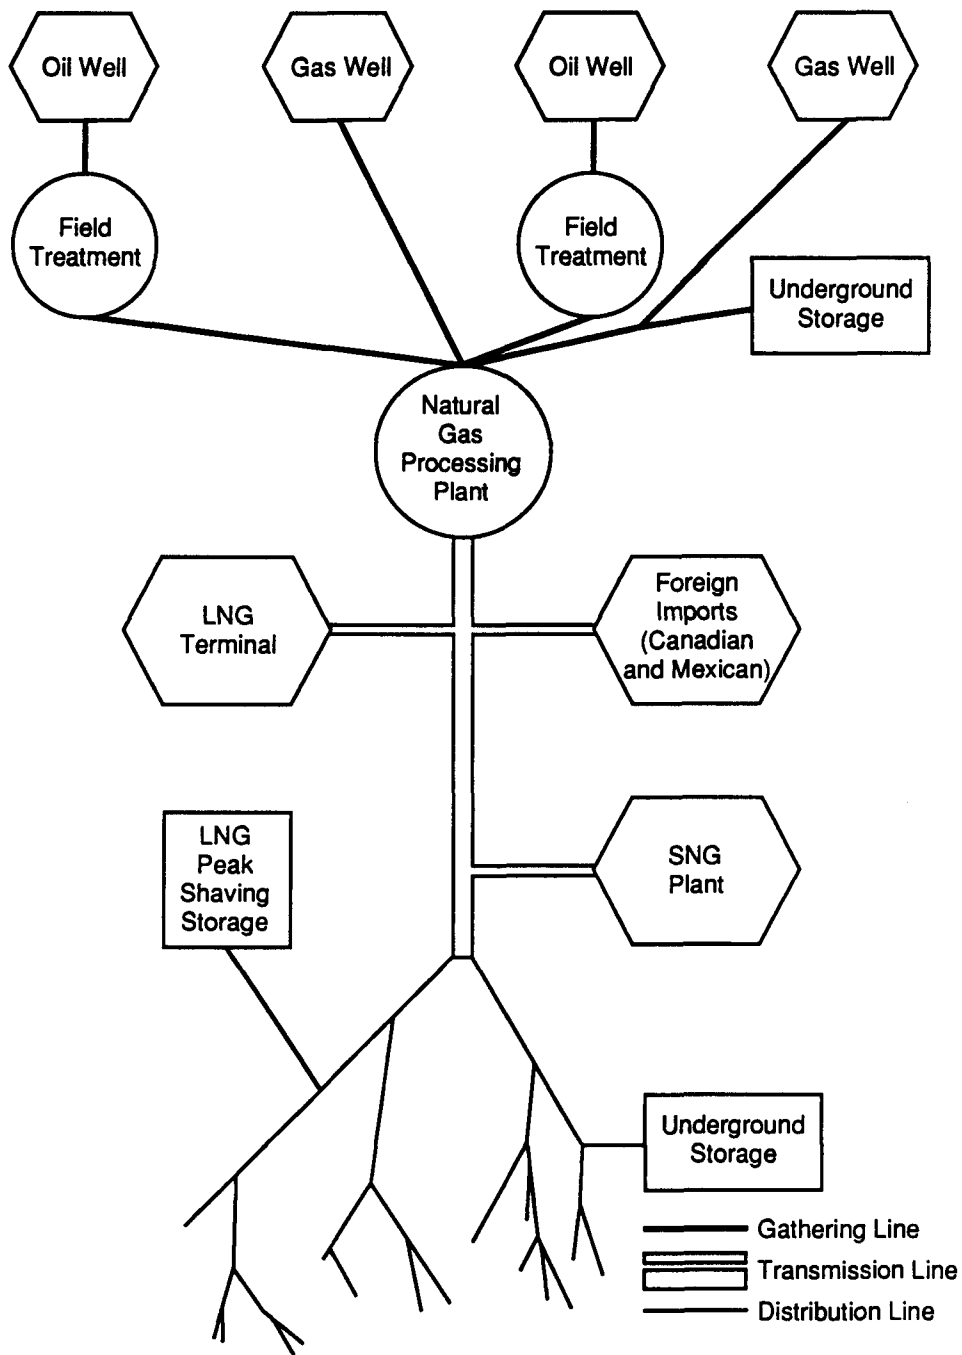 Oil Well
Gas Well
Oil Well
Gas Well
Field
Treatment
Field
Treatment
Underground
Storage
Natural
Gas
Processing
Plant
LNG
Terminal
Foreign
Imports
(Canadian
and Mexican)
LNG
Peak
Shaving
Storage
SNG
Plant
Underground
Storage
Gathering Line
Transmission Line
Distribution Line